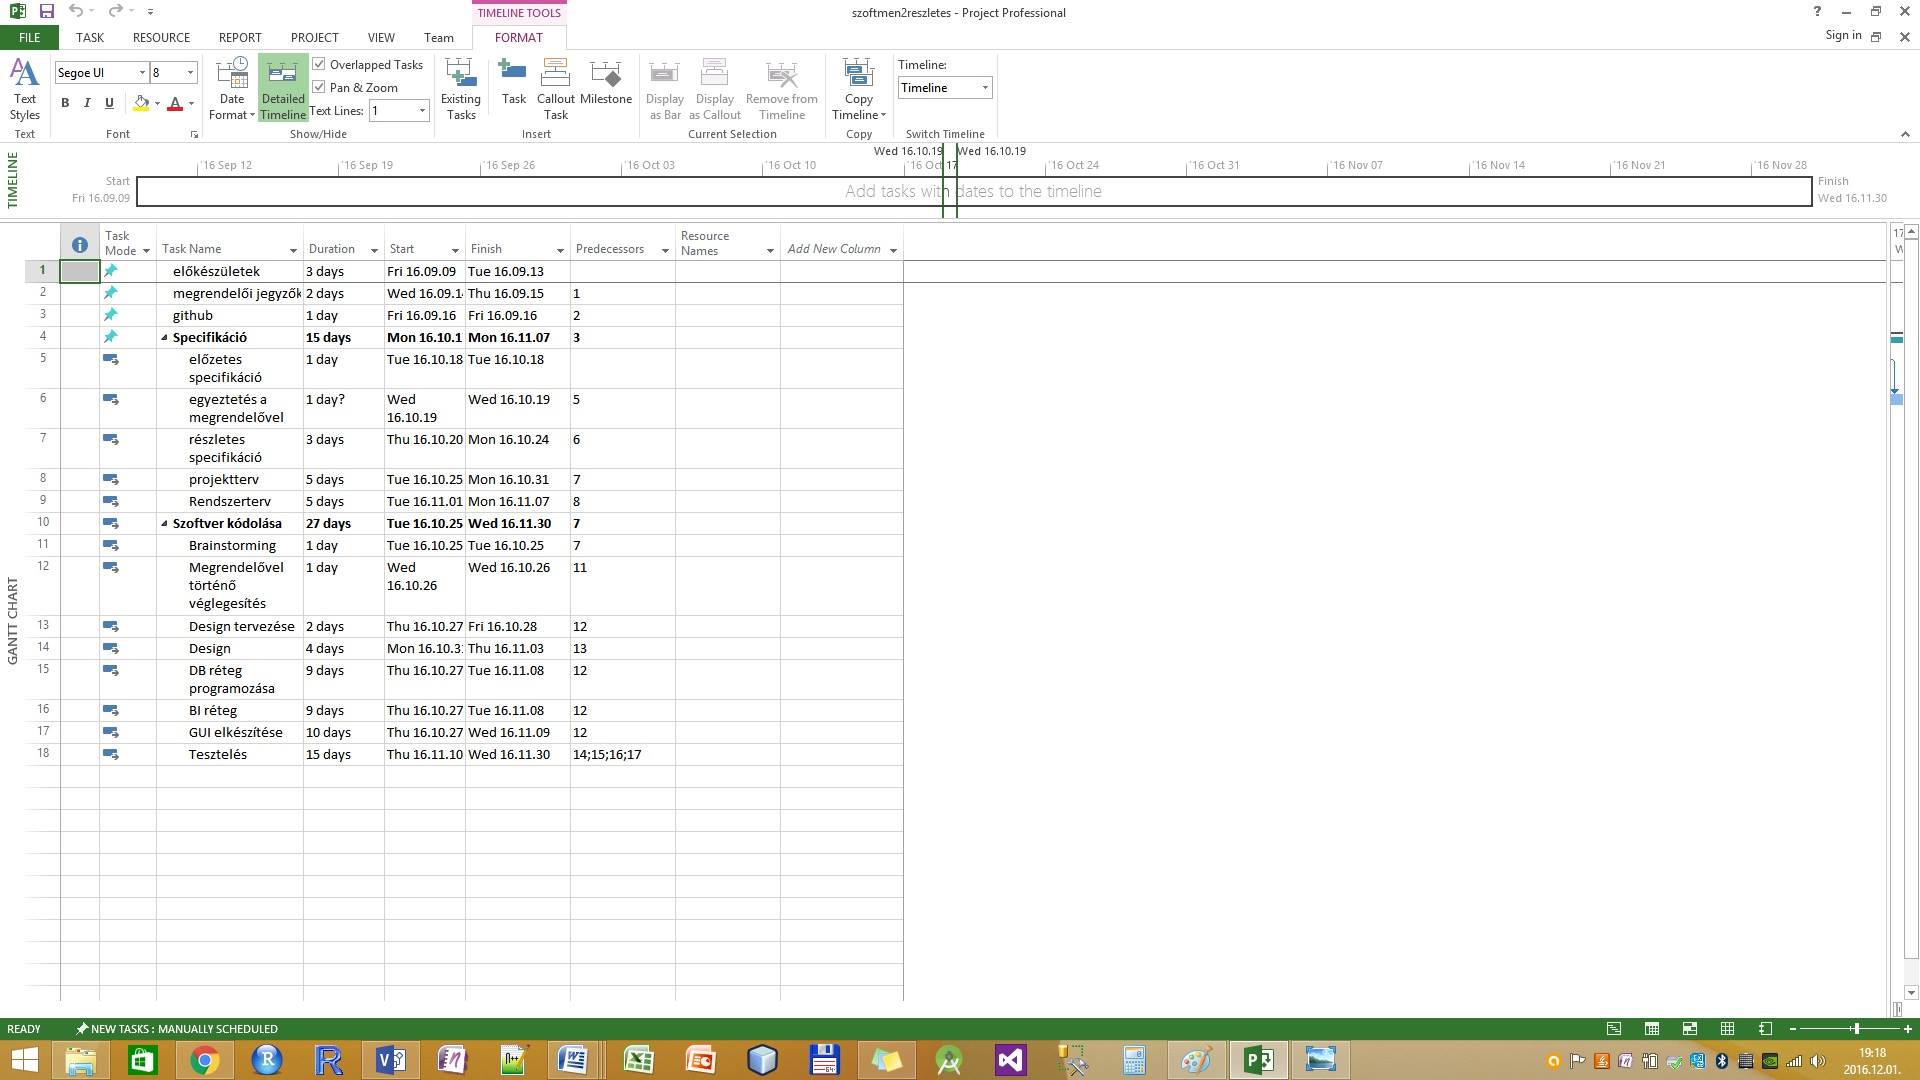 TIMELINE TOOLS
szoftmen2reszletes - Project Professional
FILE TASK RESOURCE REPORT PROJECT VIEW Team FORMAT Sign in
Segoe UI 8
Text Styles
B I U
Date Format
Detailed Timeline
Overlapped Tasks
Pan & Zoom
Text Lines: 1
Existing Tasks
Task
Callout Task
Milestone
Display as Bar
Display as Callout
Remove from Timeline
Copy Timeline
Timeline:
Timeline
Text Font Show/Hide Insert Current Selection Copy Switch Timeline
TIMELINE
Wed 16.10.19 Wed 16.10.19
'16 Sep 12 '16 Sep 19 '16 Sep 26 '16 Oct 03 '16 Oct 10 '16 Oct 17 '16 Oct 24 '16 Oct 31 '16 Nov 07 '16 Nov 14 '16 Nov 21 '16 Nov 28
Start
Fri 16.09.09
Add tasks with dates to the timeline
Finish
Wed 16.11.30
GANTT CHART
Task Mode Task Name Duration Start Finish Predecessors Resource Names Add New Column
17
1 előkészületek 3 days Fri 16.09.09 Tue 16.09.13
2 megrendelői jegyzők 2 days Wed 16.09.1 Thu 16.09.15 1
3 github 1 day Fri 16.09.16 Fri 16.09.16 2
4 Specifikáció 15 days Mon 16.10.1 Mon 16.11.07 3
5 előzetes specifikáció 1 day Tue 16.10.18 Tue 16.10.18
6 egyeztetés a megrendelővel 1 day? Wed 16.10.19 Wed 16.10.19 5
7 részletes specifikáció 3 days Thu 16.10.20 Mon 16.10.24 6
8 projektterv 5 days Tue 16.10.25 Mon 16.10.31 7
9 Rendszerterv 5 days Tue 16.11.01 Mon 16.11.07 8
10 Szoftver kódolása 27 days Tue 16.10.25 Wed 16.11.30 7
11 Brainstorming 1 day Tue 16.10.25 Tue 16.10.25 7
12 Megrendelővel történő véglegesítés 1 day Wed 16.10.26 Wed 16.10.26 11
13 Design tervezése 2 days Thu 16.10.27 Fri 16.10.28 12
14 Design 4 days Mon 16.10.3 Thu 16.11.03 13
15 DB réteg programozása 9 days Thu 16.10.27 Tue 16.11.08 12
16 BI réteg 9 days Thu 16.10.27 Tue 16.11.08 12
17 GUI elkészítése 10 days Thu 16.10.27 Wed 16.11.09 12
18 Tesztelés 15 days Thu 16.11.10 Wed 16.11.30 14;15;16;17
READY NEW TASKS : MANUALLY SCHEDULED
19:18
2016.12.01.